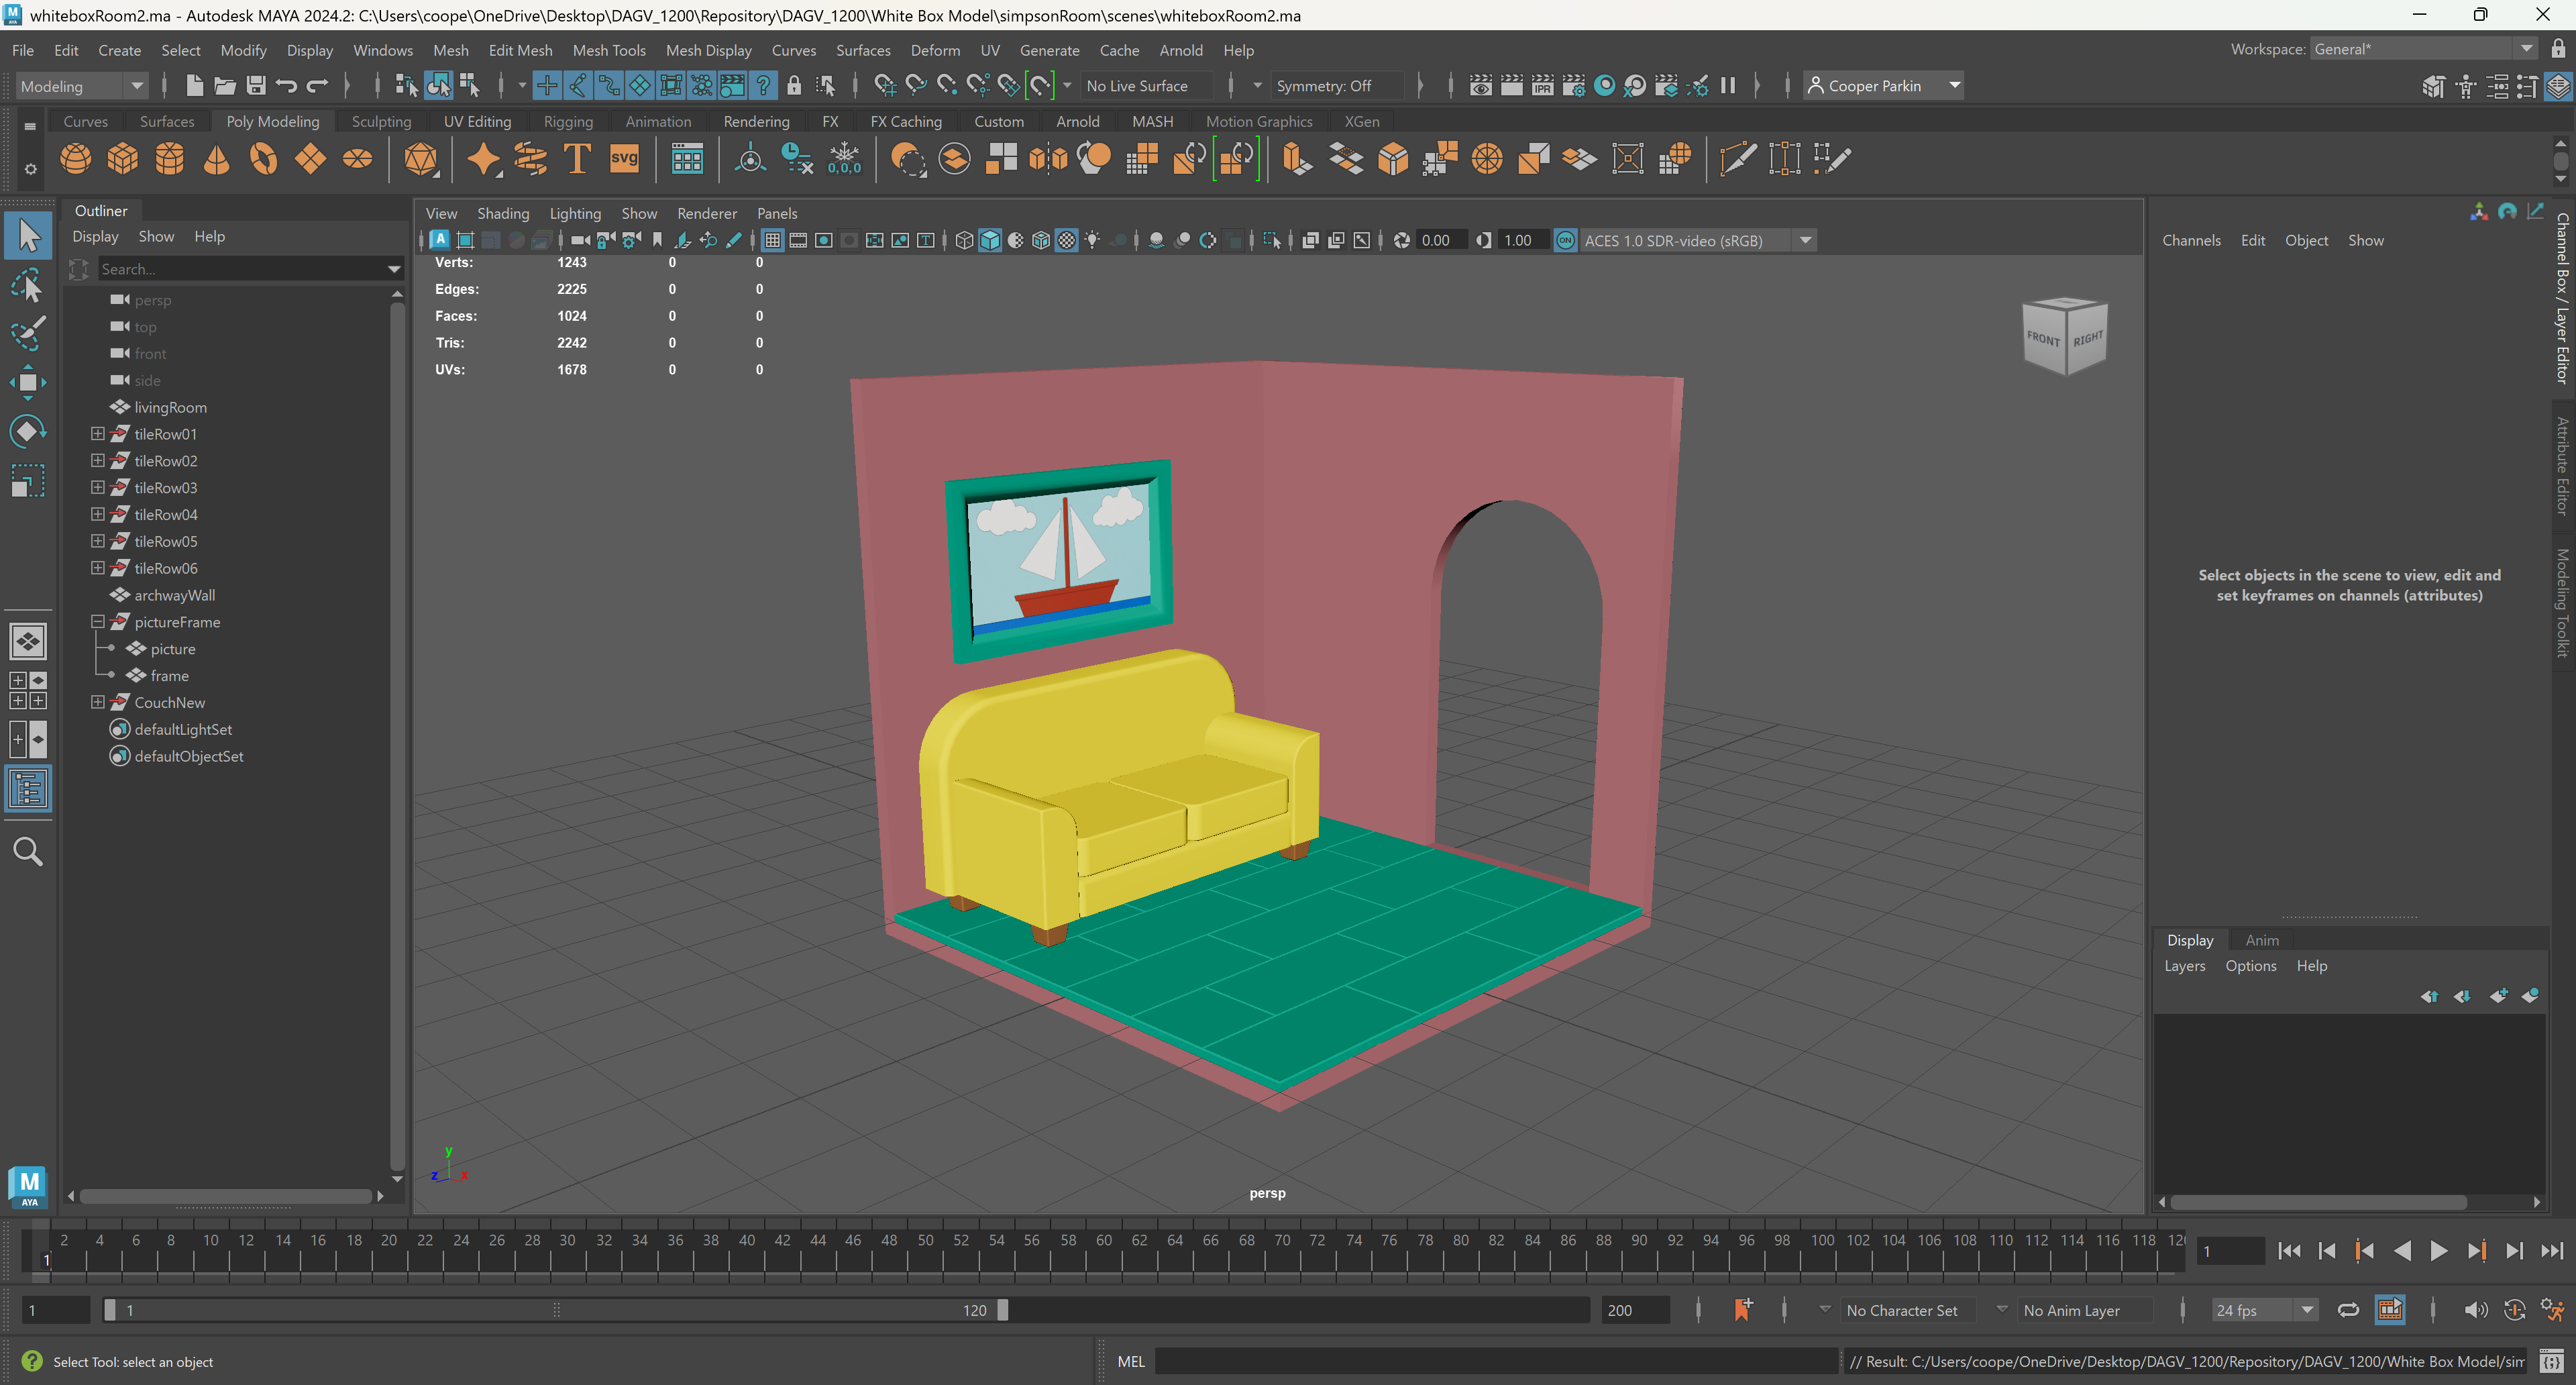 whiteboxRoom2.ma - Autodesk MAYA 2024.2: C:\Users\coope\OneDrive\Desktop\DAGV_1200\Repository\DAGV_1200\White Box Model\simpsonRoom\scenes\whiteboxRoom2.ma
File Edit Create Select Modify Display Windows Mesh Edit Mesh Mesh Tools Mesh Display Curves Surfaces Deform UV Generate Cache Arnold Help
Workspace: General*
Modeling
No Live Surface
Symmetry: Off
IPR
Cooper Parkin
Curves Surfaces Poly Modeling Sculpting UV Editing Rigging Animation Rendering FX FX Caching Custom Arnold MASH Motion Graphics XGen
T
svg
0,0,0
Outliner
Display Show Help
Search...
persp
top
front
side
livingRoom
tileRow01
tileRow02
tileRow03
tileRow04
tileRow05
tileRow06
archwayWall
pictureFrame
picture
frame
CouchNew
defaultLightSet
defaultObjectSet
M
AYA
View Shading Lighting Show Renderer Panels
0.00
1.00
ON
ACES 1.0 SDR-video (sRGB)
Verts: 1243 0 0
Edges: 2225 0 0
Faces: 1024 0 0
Tris: 2242 0 0
UVs: 1678 0 0
FRONT
RIGHT
y
z
x
persp
Channels Edit Object Show
Select objects in the scene to view, edit and
set keyframes on channels (attributes)
Channel Box / Layer Editor
Attribute Editor
Modeling Toolkit
Display Anim
Layers Options Help
1
2 4 6 8 10 12 14 16 18 20 22 24 26 28 30 32 34 36 38 40 42 44 46 48 50 52 54 56 58 60 62 64 66 68 70 72 74 76 78 80 82 84 86 88 90 92 94 96 98 100 102 104 106 108 110 112 114 116 118
1
1
1
120
200
No Character Set
No Anim Layer
24 fps
Select Tool: select an object
MEL
// Result: C:/Users/coope/OneDrive/Desktop/DAGV_1200/Repository/DAGV_1200/White Box Model/sim